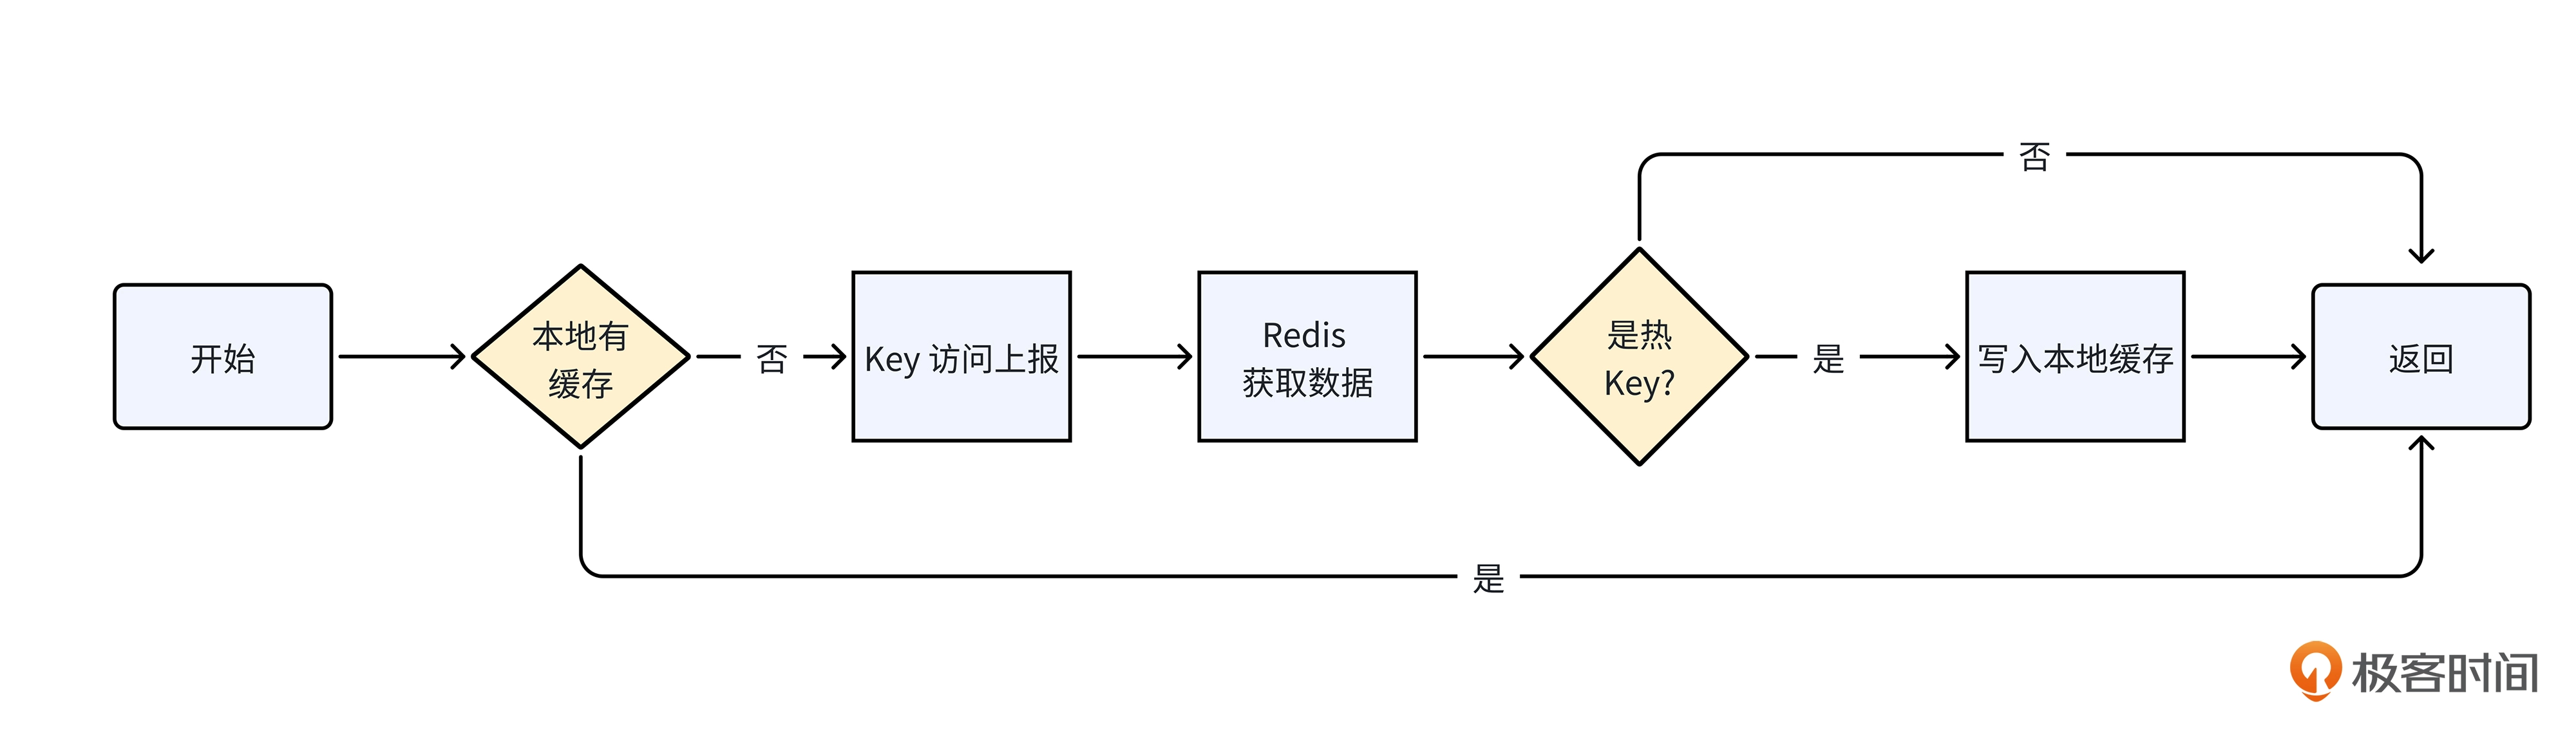 否
开始
本地有
缓存
否
Key 访问上报
Redis
获取数据
是热
Key?
是
写入本地缓存
返回
是
极客时间